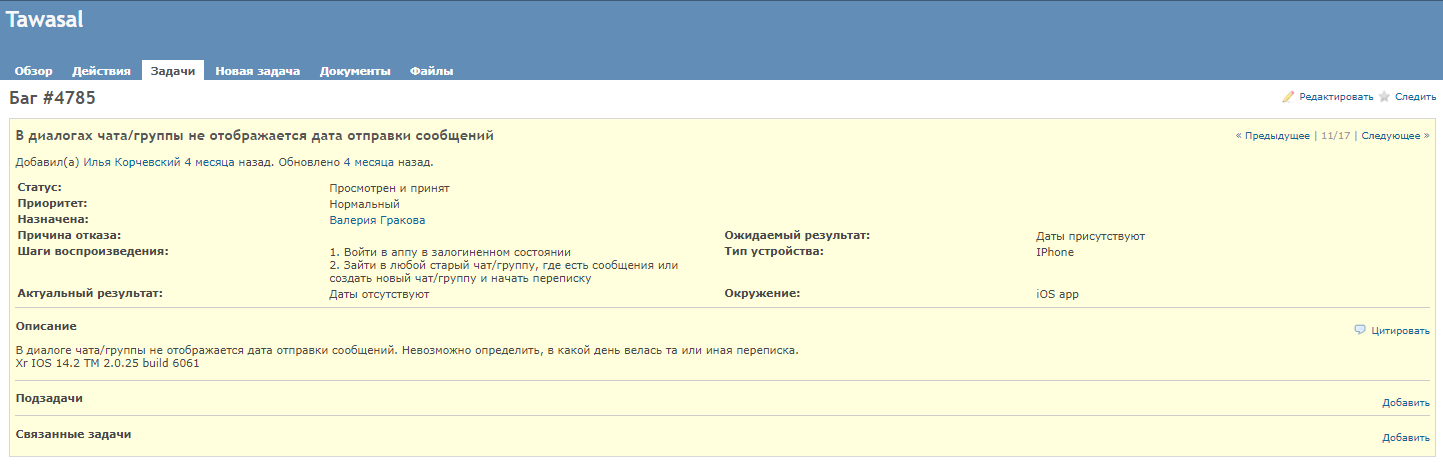 Tawasal
Обзор Действия Задачи Новая задача Документы Файлы
Баг #4785
Редактировать Следить
В диалогах чата/группы не отображается дата отправки сообщений
« Предыдущее | 11/17 | Следующее »
Добавил(а) Илья Корчевский 4 месяца назад. Обновлено 4 месяца назад.
Статус: Просмотрен и принят
Приоритет: Нормальный
Назначена: Валерия Гракова
Причина отказа: Ожидаемый результат: Даты присутствуют
Шаги воспроизведения: 1. Войти в аппу в залогиненном состоянии Тип устройства: IPhone
2. Зайти в любой старый чат/группу, где есть сообщения или
создать новый чат/группу и начать переписку
Актуальный результат: Даты отсутствуют Окружение: iOS app
Описание
Цитировать
В диалоге чата/группы не отображается дата отправки сообщений. Невозможно определить, в какой день велась та или иная переписка.
Xr IOS 14.2 TM 2.0.25 build 6061
Подзадачи
Добавить
Связанные задачи
Добавить